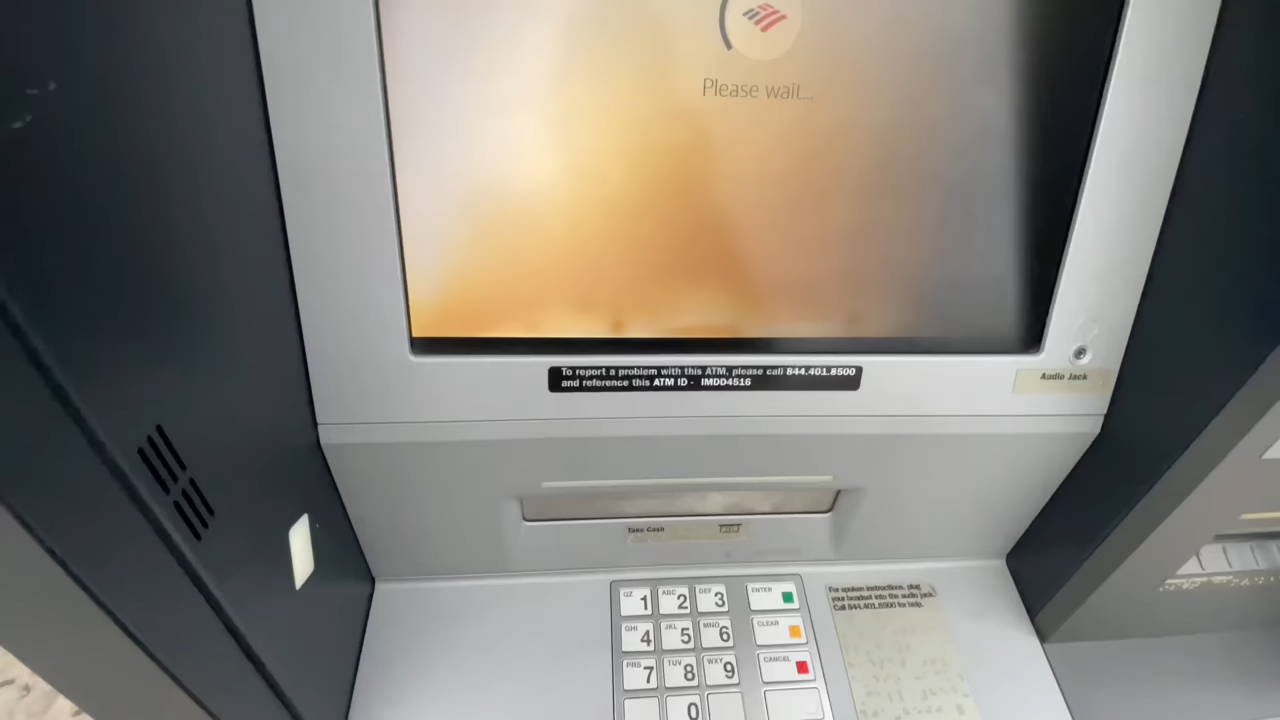 Please wait...
To report a problem with this ATM, please call 844.401.8500
and reference this ATM ID - IMDD4516
Audio Jack
Take Cash
QZ 1 ABC 2 DEF 3 ENTER
GHI 4 JKL 5 MNO 6 CLEAR
PRS 7 TUV 8 WXY 9 CANCEL
0
For spoken instructions, plug
your headset into the audio jack.
Call 844.401.8500 for help.